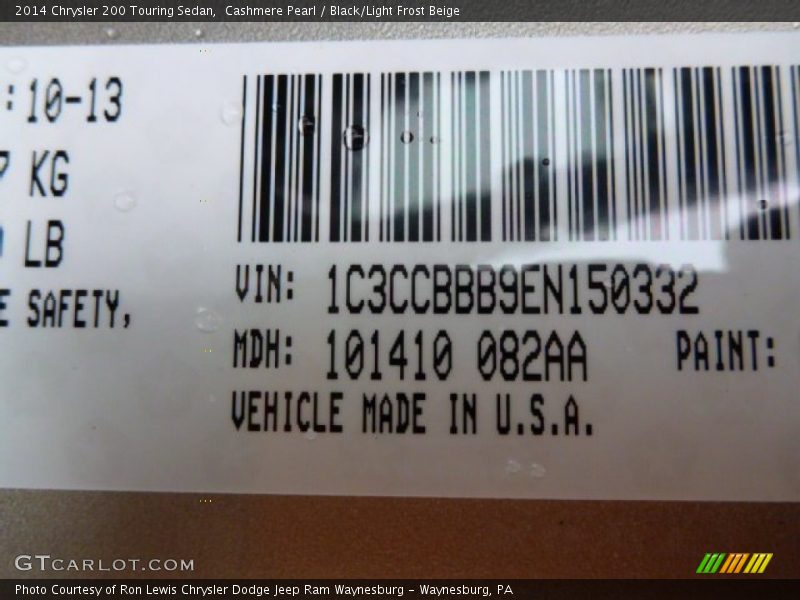 2014 Chrysler 200 Touring Sedan,  Cashmere Pearl / Black/Light Frost Beige
:10-13
KG
LB
SAFETY,
VIN: 1C3CCBBB9EN150332
MDH: 101410 082AA PAINT:
VEHICLE MADE IN U.S.A.
GTCARLOT.COM
Photo Courtesy of Ron Lewis Chrysler Dodge Jeep Ram Waynesburg - Waynesburg, PA